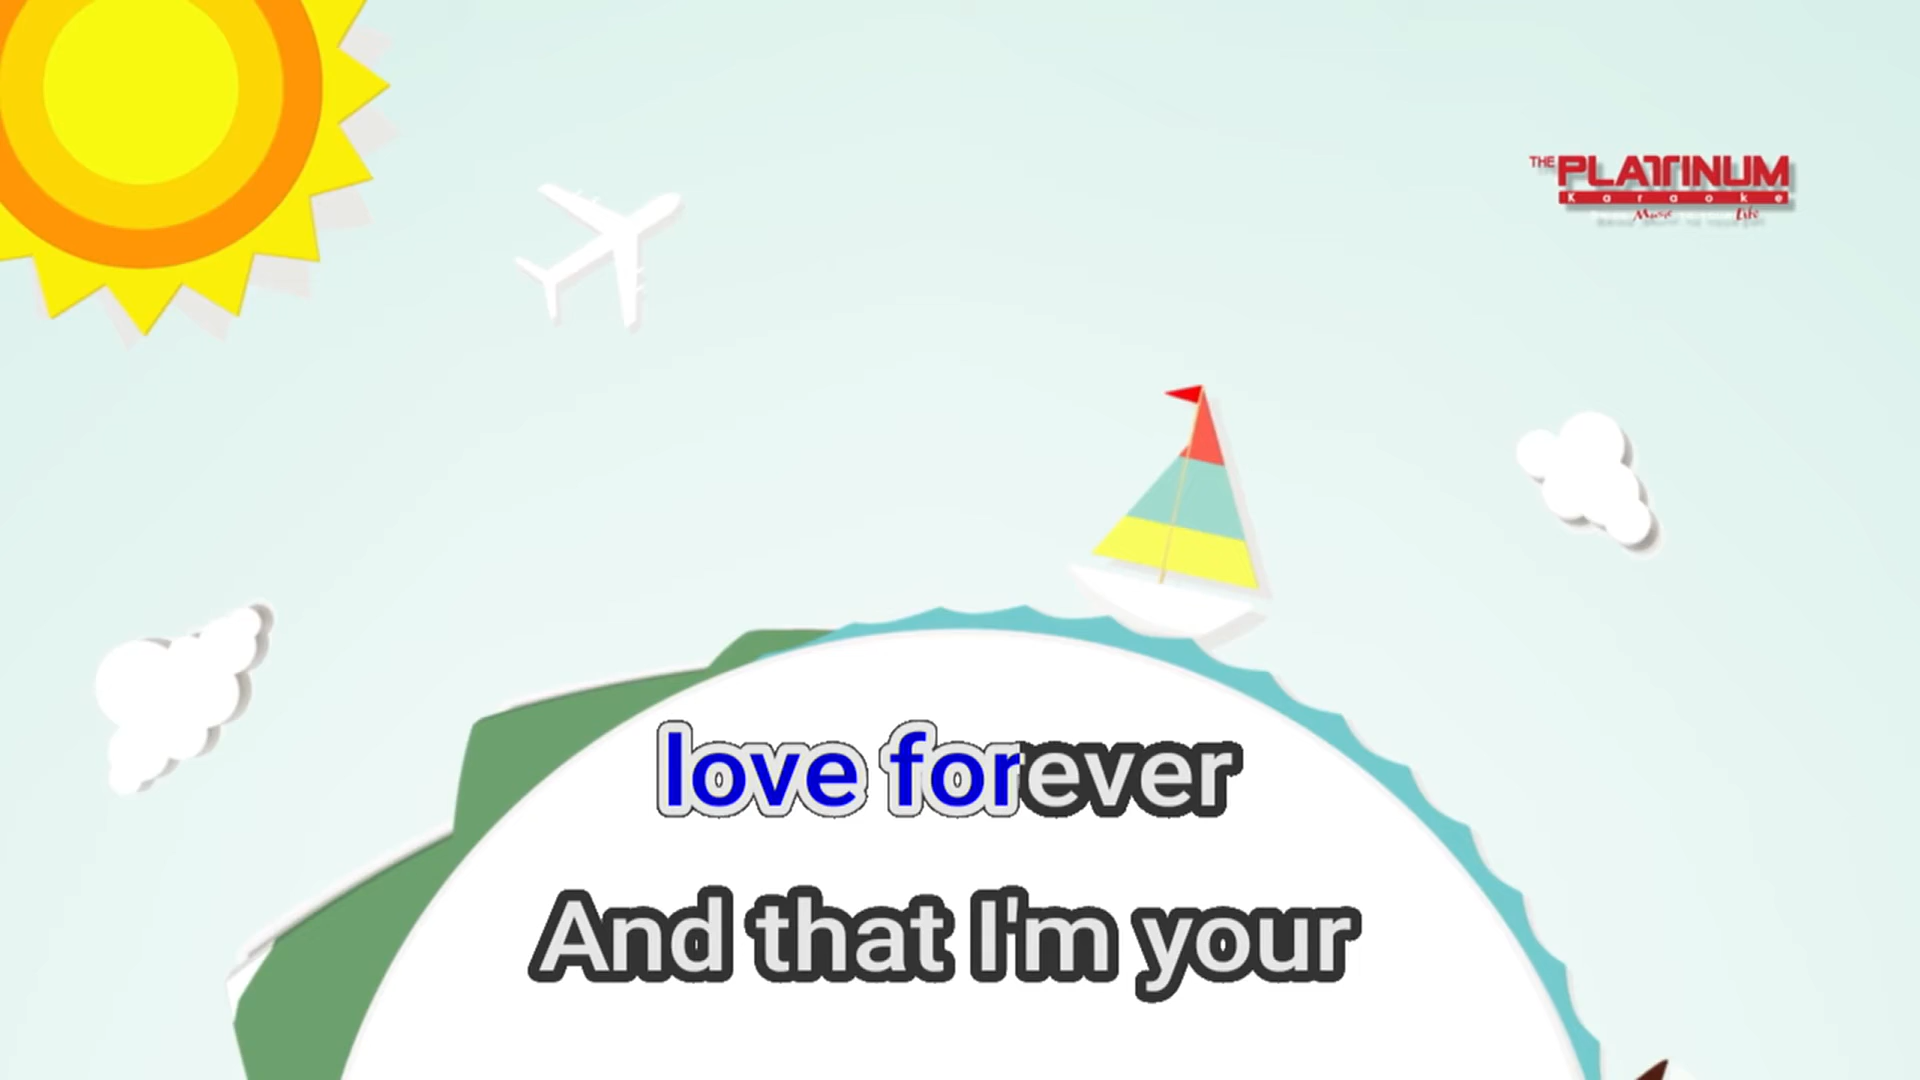 THE PLATINUM
Karaoke
Music Life
love forever
And that I'm your